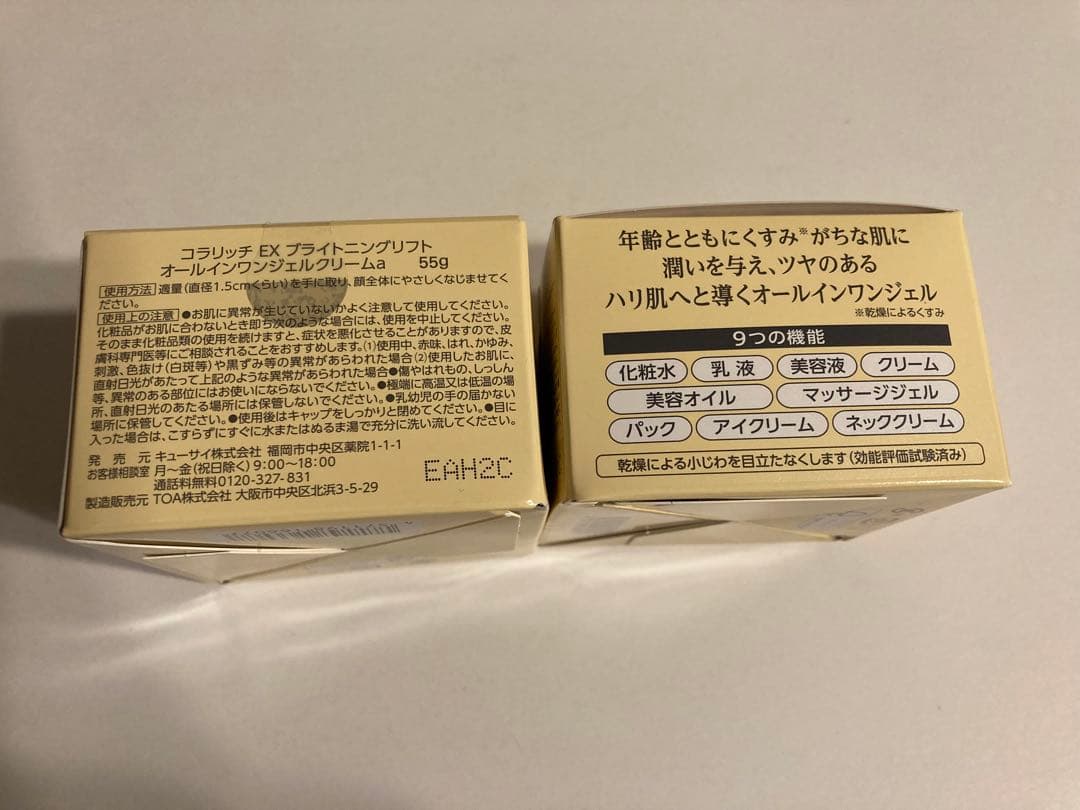 コラリッチ EX ブライトニングリフト
オールインワンジェルクリームa 55g
使用方法 適量(直径1.5cmくらい)を手に取り、顔全体にやさしくなじませてく
ださい。
使用上の注意 ●お肌に異常が生じていないかよく注意して使用してください。
化粧品がお肌に合わないとき即ち次のような場合には、使用を中止してください。
そのまま化粧品類の使用を続けますと、症状を悪化させることがありますので、皮
膚科専門医等にご相談されることをおすすめします。(1)使用中、赤味、はれ、かゆみ、
刺激、色抜け(白斑等)や黒ずみ等の異常があらわれた場合(2)使用したお肌に、
直射日光があたって上記のような異常があらわれた場合●傷やはれもの、しっしん
等、異常のある部位にはお使いにならないでください。●極端に高温又は低温の場
所、直射日光のあたる場所には保管しないでください。●乳幼児の手の届かない
場所に保管してください。●使用後はキャップをしっかりと閉めてください。●目に
入った場合は、こすらずにすぐに水またはぬるま湯で充分に洗い流してください。
発売元 キューサイ株式会社 福岡市中央区薬院1-1-1
お客様相談室 月〜金(祝日除く)9:00〜18:00
通話料無料0120-327-831
製造販売元 TOA株式会社 大阪市中央区北浜3-5-29
EAH2C
年齢とともにくすみ※がちな肌に
潤いを与え、ツヤのある
ハリ肌へと導くオールインワンジェル
※乾燥によるくすみ
9つの機能
化粧水 乳液 美容液 クリーム
美容オイル マッサージジェル
パック アイクリーム ネッククリーム
乾燥による小じわを目立たなくします(効能評価試験済み)